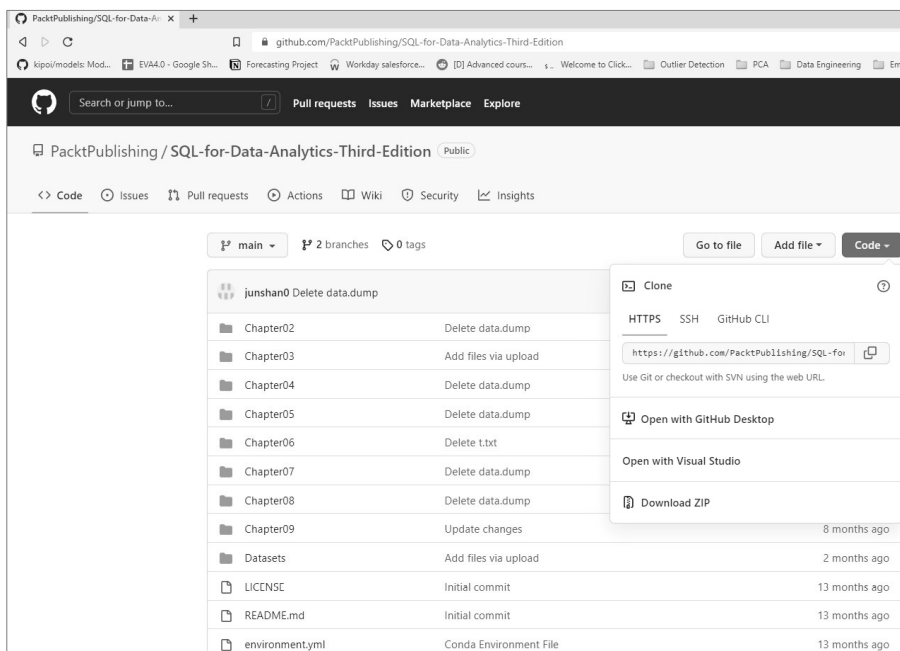 PacktPublishing/SQL-for-Data-An
github.com/PacktPublishing/SQL-for-Data-Analytics-Third-Edition
kipoi/models: Mod... EVA4.0 - Google Sh... Forecasting Project Workday salesforce... [D] Advanced cours... Welcome to Click... Outlier Detection PCA Data Engineering Em
Search or jump to... / Pull requests Issues Marketplace Explore
PacktPublishing / SQL-for-Data-Analytics-Third-Edition Public
<> Code Issues Pull requests Actions Wiki Security Insights
main 2 branches 0 tags Go to file Add file Code
junshan0 Delete data.dump
Clone
HTTPS SSH GitHub CLI
https://github.com/PacktPublishing/SQL-for
Use Git or checkout with SVN using the web URL.
Open with GitHub Desktop
Open with Visual Studio
Download ZIP
Chapter02 Delete data.dump
Chapter03 Add files via upload
Chapter04 Delete data.dump
Chapter05 Delete data.dump
Chapter06 Delete t.txt
Chapter07 Delete data.dump
Chapter08 Delete data.dump
Chapter09 Update changes 8 months ago
Datasets Add files via upload 2 months ago
LICENSE Initial commit 13 months ago
README.md Initial commit 13 months ago
environment.yml Conda Environment File 13 months ago